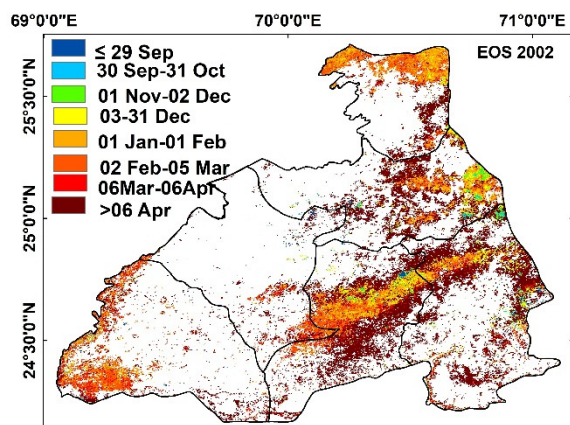 69°0'0"E 70°0'0"E 71°0'0"E
EOS 2002
≤ 29 Sep
30 Sep-31 Oct
01 Nov-02 Dec
03-31 Dec
01 Jan-01 Feb
02 Feb-05 Mar
06Mar-06Apr
>06 Apr
25°30'0"N
25°0'0"N
24°30'0"N